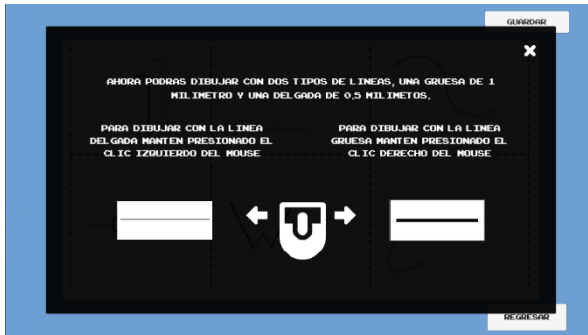 GUARDAR
AHORA PODRAS DIBUJAR CON DOS TIPOS DE LINEAS, UNA GRUESA DE 1
MILIMETRO Y UNA DELGADA DE 0.5 MILIMETOS.
PARA DIBUJAR CON LA LINEA
DELGADA MANTEN PRESIONADO EL
CLIC IZQUIERDO DEL MOUSE
PARA DIBUJAR CON LA LINEA
GRUESA MANTEN PRESIONADO EL
CLIC DERECHO DEL MOUSE
REGRESAR